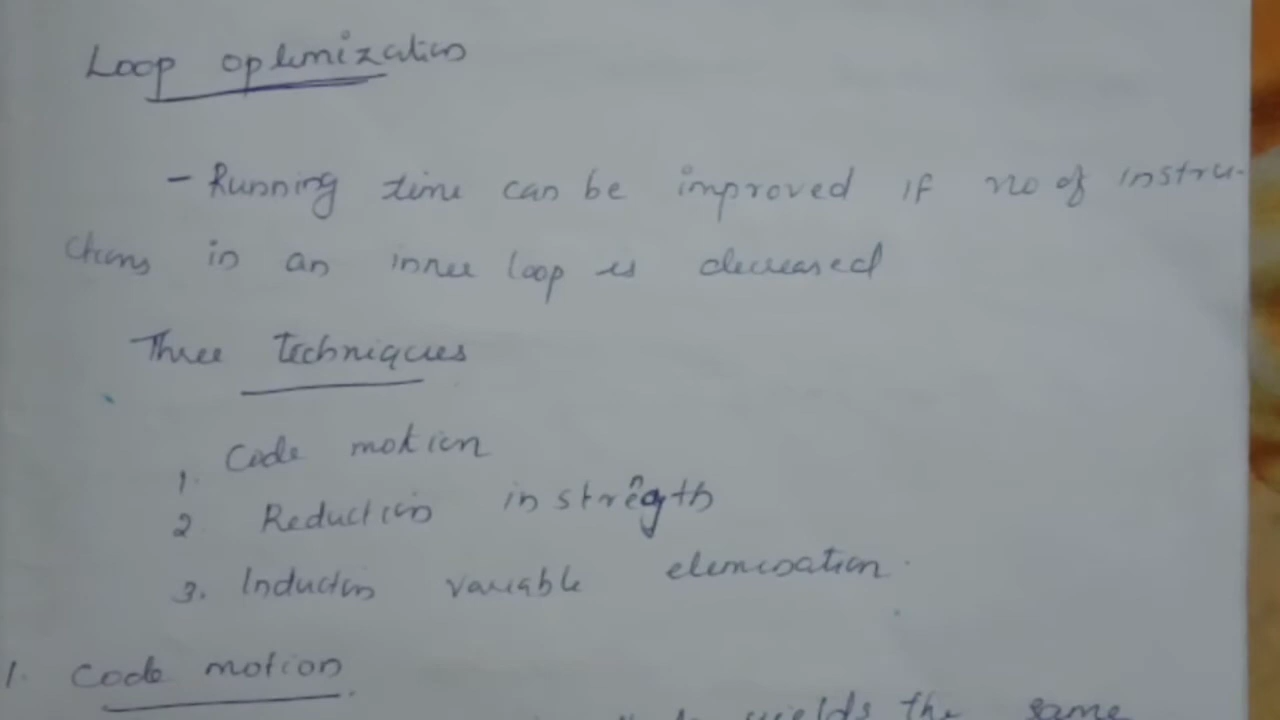 Loop optimization
- Running time can be improved if no of instru-
ctions in an inner loop is decreased
Three techniques
1. Code motion
2. Reduction in strength
3. Induction variable elimination.
1. Code motion.
yields the same